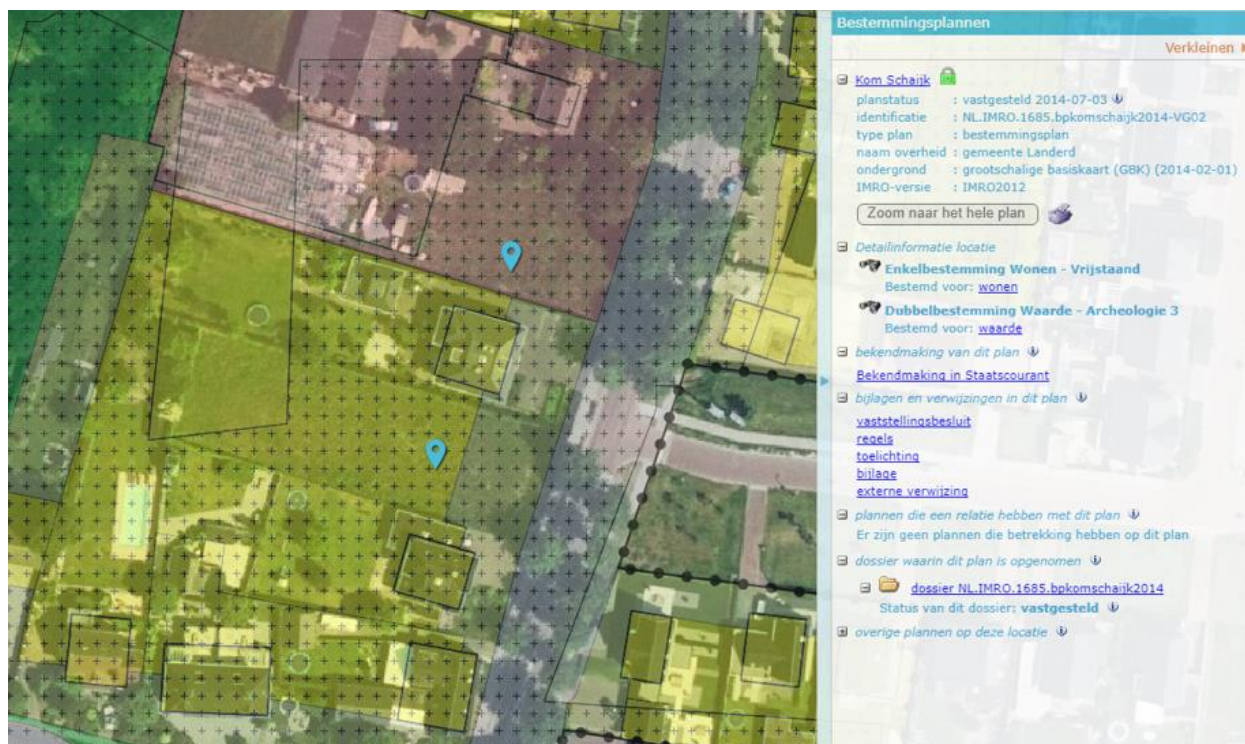 Bestemmingsplannen
Verkleinen
Kom Schaijk
planstatus : vastgesteld 2014-07-03
identificatie : NL.IMRO.1685.bpkomschaijk2014-VG02
type plan : bestemmingsplan
naam overheid : gemeente Landerd
ondergrond : grootschalige basiskaart (GBK) (2014-02-01)
IMRO-versie : IMRO2012
Zoom naar het hele plan
Detailinformatie locatie
Enkelbestemming Wonen - Vrijstaand
Bestemd voor: wonen
Dubbelbestemming Waarde - Archeologie 3
Bestemd voor: waarde
bekendmaking van dit plan
Bekendmaking in Staatscourant
bijlagen en verwijzingen in dit plan
vaststellingsbesluit
regels
toelichting
bijlage
externe verwijzing
plannen die een relatie hebben met dit plan
Er zijn geen plannen die betrekking hebben op dit plan
dossier waarin dit plan is opgenomen
dossier NL.IMRO.1685.bpkomschaijk2014
Status van dit dossier: vastgesteld
overige plannen op deze locatie